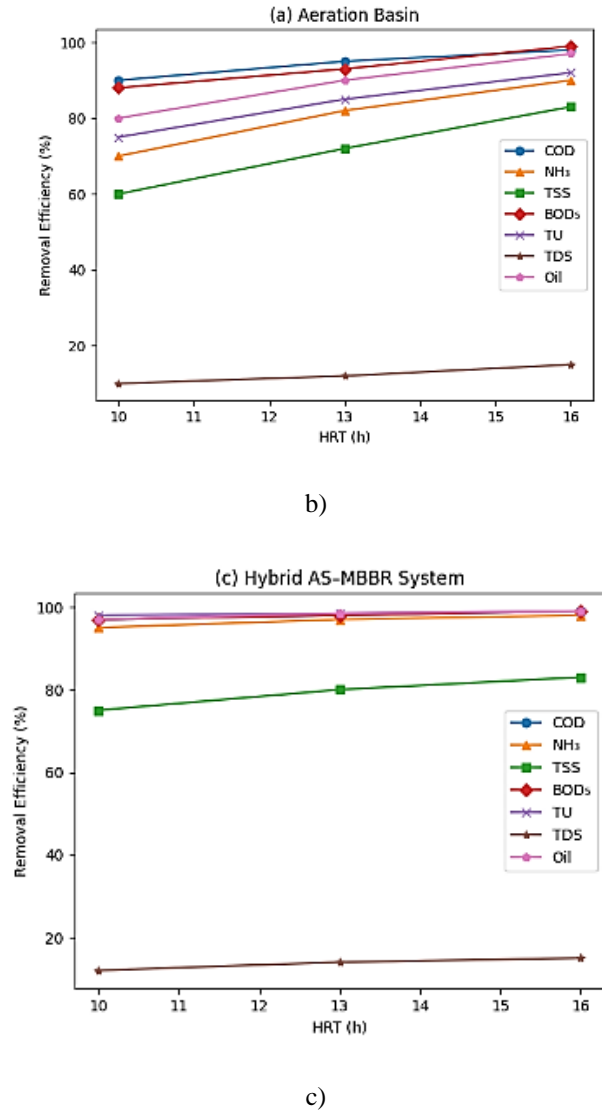 (a) Aeration Basin
Removal Efficiency (%)
100
80
60
40
20
COD
NH₃
TSS
BOD₅
TU
TDS
Oil
10 11 12 13 14 15 16
HRT (h)
b)
(c) Hybrid AS–MBBR System
Removal Efficiency (%)
100
80
60
40
20
COD
NH₃
TSS
BOD₅
TU
TDS
Oil
10 11 12 13 14 15 16
HRT (h)
c)